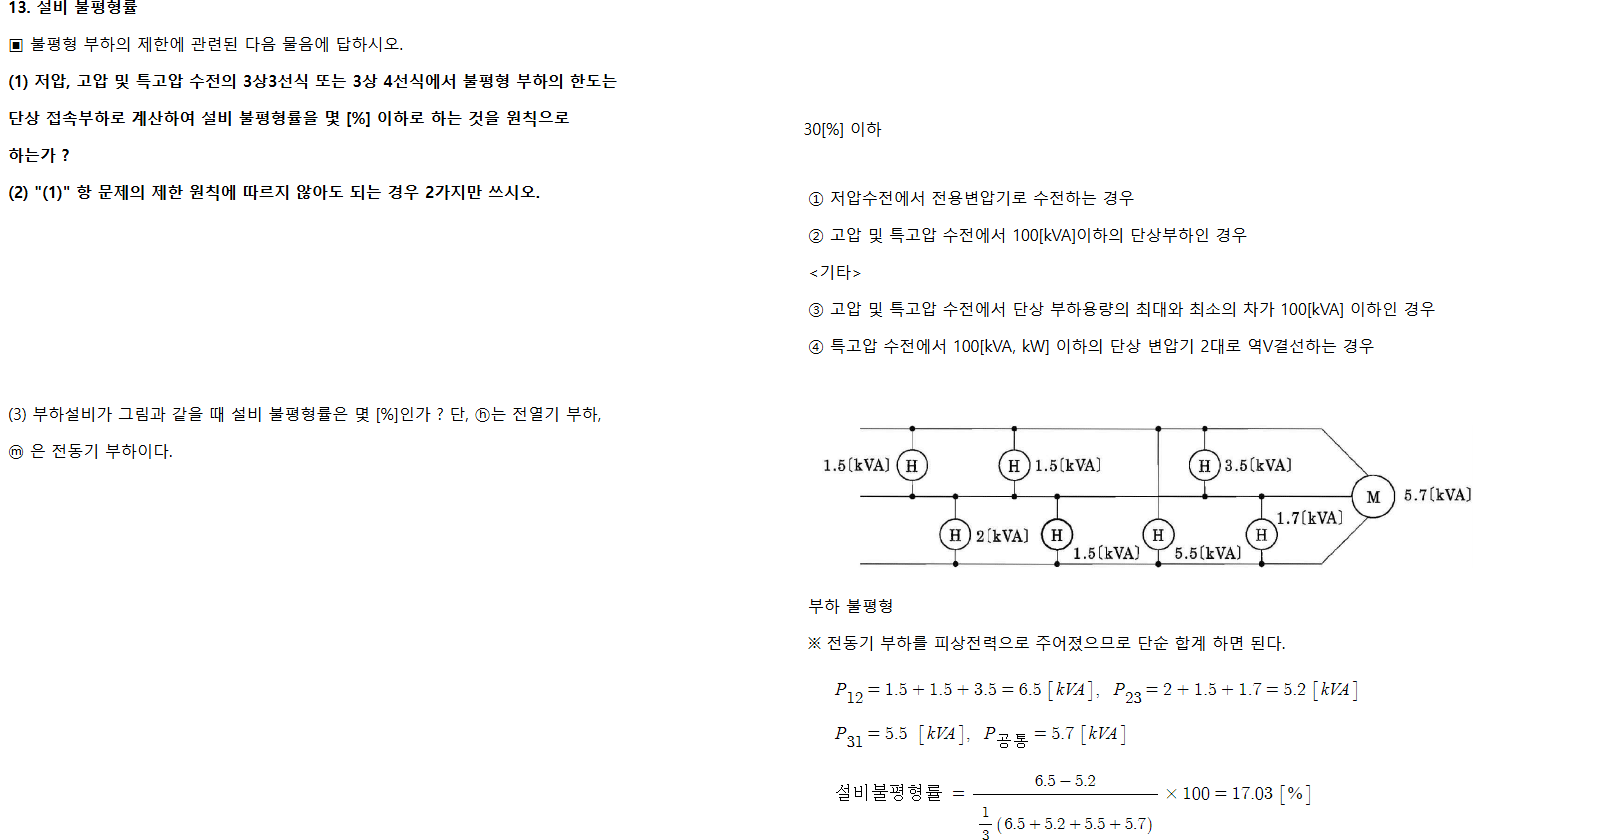 13. 설비 불평형률
▣ 불평형 부하의 제한에 관련된 다음 물음에 답하시오.
(1) 저압, 고압 및 특고압 수전의 3상3선식 또는 3상 4선식에서 불평형 부하의 한도는
단상 접속부하로 계산하여 설비 불평형률을 몇 [%] 이하로 하는 것을 원칙으로
하는가 ?
(2) "(1)" 항 문제의 제한 원칙에 따르지 않아도 되는 경우 2가지만 쓰시오.
30[%] 이하
① 저압수전에서 전용변압기로 수전하는 경우
② 고압 및 특고압 수전에서 100[kVA]이하의 단상부하인 경우
<기타>
③ 고압 및 특고압 수전에서 단상 부하용량의 최대와 최소의 차가 100[kVA] 이하인 경우
④ 특고압 수전에서 100[kVA, kW] 이하의 단상 변압기 2대로 역V결선하는 경우
(3) 부하설비가 그림과 같을 때 설비 불평형률은 몇 [%]인가 ? 단, ⓗ는 전열기 부하,
ⓜ 은 전동기 부하이다.
1.5[kVA] H H 1.5[kVA] H 3.5[kVA]
M 5.7[kVA]
1.7[kVA]
H 2[kVA] H H H
1.5[kVA] 5.5[kVA]
부하 불평형
※ 전동기 부하를 피상전력으로 주어졌으므로 단순 합계 하면 된다.
P12 = 1.5 + 1.5 + 3.5 = 6.5 [kVA], P23 = 2 + 1.5 + 1.7 = 5.2 [kVA]
P31 = 5.5 [kVA], P공통 = 5.7 [kVA]
6.5 − 5.2
설비불평형률 = × 100 = 17.03 [%]
1/3 (6.5 + 5.2 + 5.5 + 5.7)